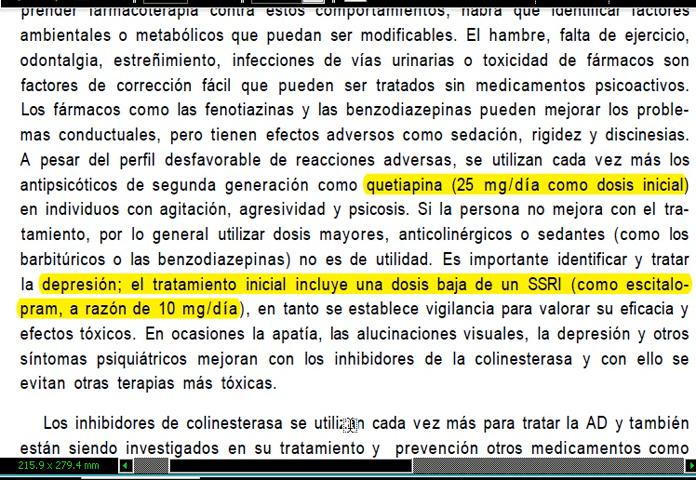 prender farmacoterapia contra estos comportamientos, habrá que identificar factores
ambientales o metabólicos que puedan ser modificables. El hambre, falta de ejercicio,
odontalgia, estreñimiento, infecciones de vías urinarias o toxicidad de fármacos son
factores de corrección fácil que pueden ser tratados sin medicamentos psicoactivos.
Los fármacos como las fenotiazinas y las benzodiazepinas pueden mejorar los proble-
mas conductuales, pero tienen efectos adversos como sedación, rigidez y discinesias.
A pesar del perfil desfavorable de reacciones adversas, se utilizan cada vez más los
antipsicóticos de segunda generación como quetiapina (25 mg/día como dosis inicial)
en individuos con agitación, agresividad y psicosis. Si la persona no mejora con el tra-
tamiento, por lo general utilizar dosis mayores, anticolinérgicos o sedantes (como los
barbitúricos o las benzodiazepinas) no es de utilidad. Es importante identificar y tratar
la depresión; el tratamiento inicial incluye una dosis baja de un SSRI (como escitalo-
pram, a razón de 10 mg/día), en tanto se establece vigilancia para valorar su eficacia y
efectos tóxicos. En ocasiones la apatía, las alucinaciones visuales, la depresión y otros
síntomas psiquiátricos mejoran con los inhibidores de la colinesterasa y con ello se
evitan otras terapias más tóxicas.
Los inhibidores de colinesterasa se utilizan cada vez más para tratar la AD y también
están siendo investigados en su tratamiento y prevención otros medicamentos como
215.9 x 279.4 mm